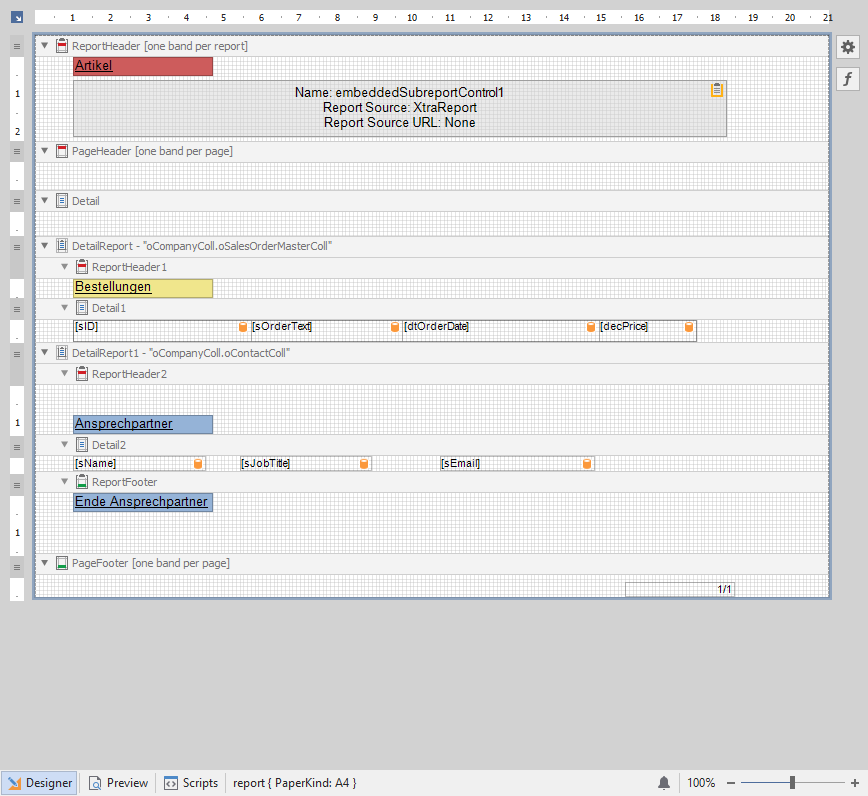 1 2 3 4 5 6 7 8 9 10 11 12 13 14 15 16 17 18 19 20 21
ReportHeader [one band per report]
Artikel
1
Name: embeddedSubreportControl1
Report Source: XtraReport
Report Source URL: None
2
PageHeader [one band per page]
Detail
DetailReport - "oCompanyColl.oSalesOrderMasterColl"
ReportHeader1
Bestellungen
Detail1
[sID] [sOrderText] [dtOrderDate] [decPrice]
DetailReport1 - "oCompanyColl.oContactColl"
ReportHeader2
1 Ansprechpartner
Detail2
[sName] [sJobTitle] [sEmail]
ReportFooter
Ende Ansprechpartner
1
PageFooter [one band per page]
1/1
Designer Preview Scripts report { PaperKind: A4 } 100%